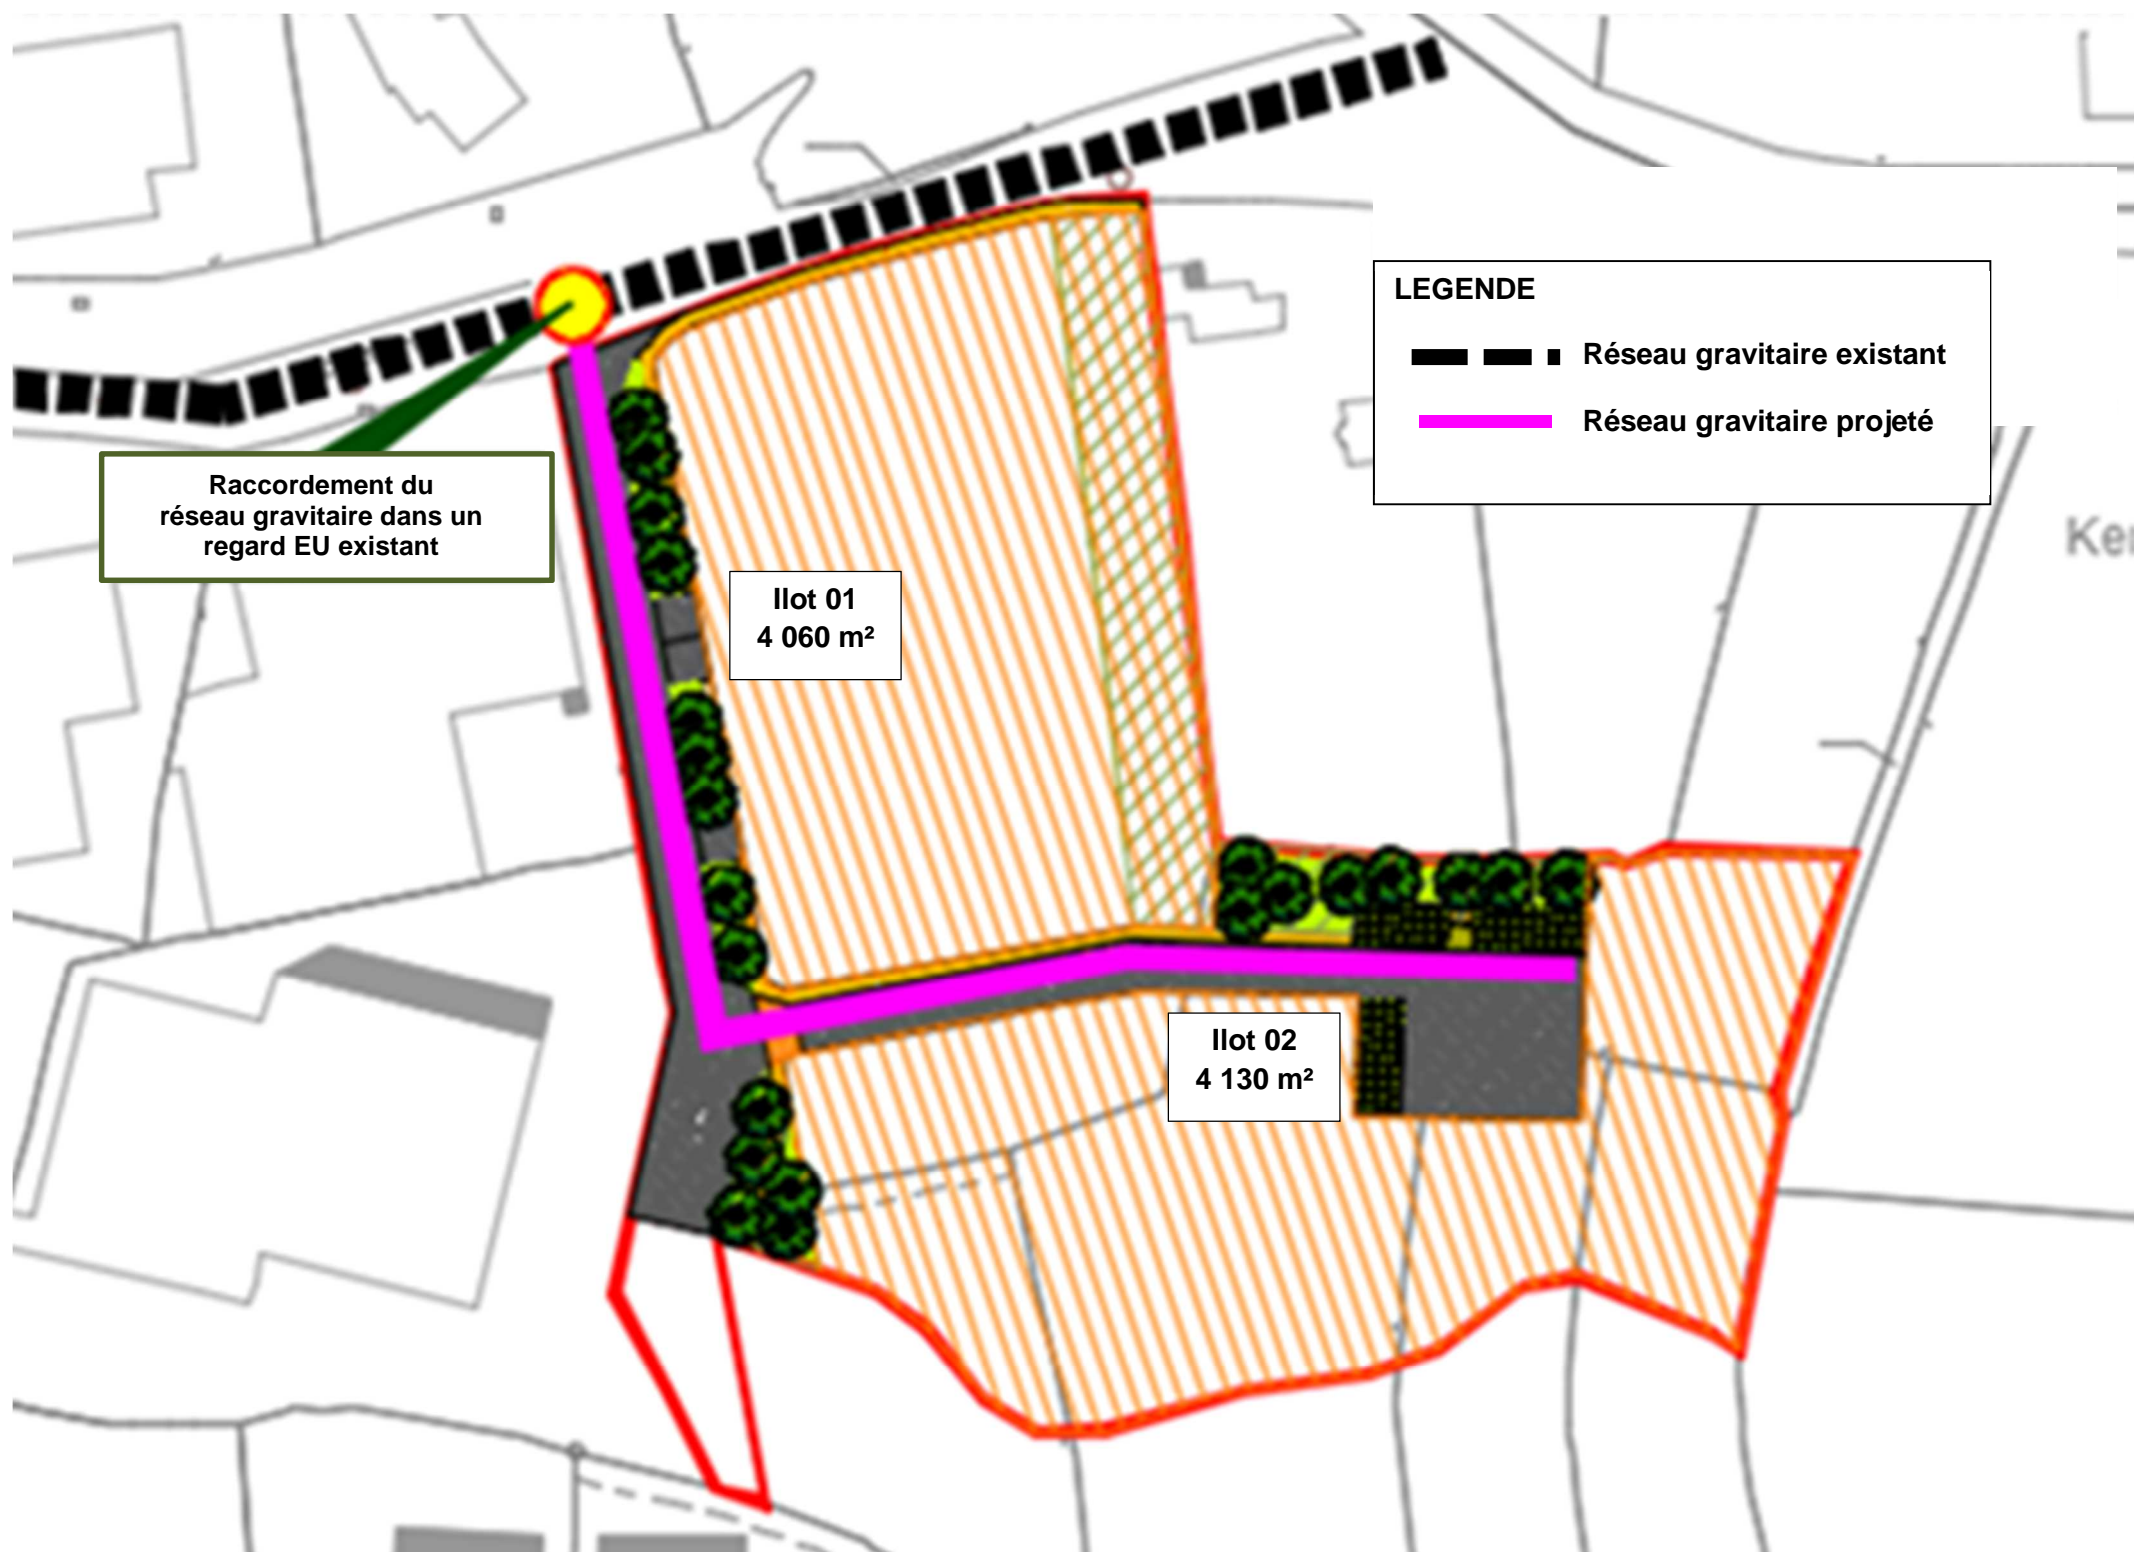 LEGENDE
Réseau gravitaire existant
Réseau gravitaire projeté
Raccordement du
réseau gravitaire dans un
regard EU existant
Ilot 01
4 060 m²
Ilot 02
4 130 m²